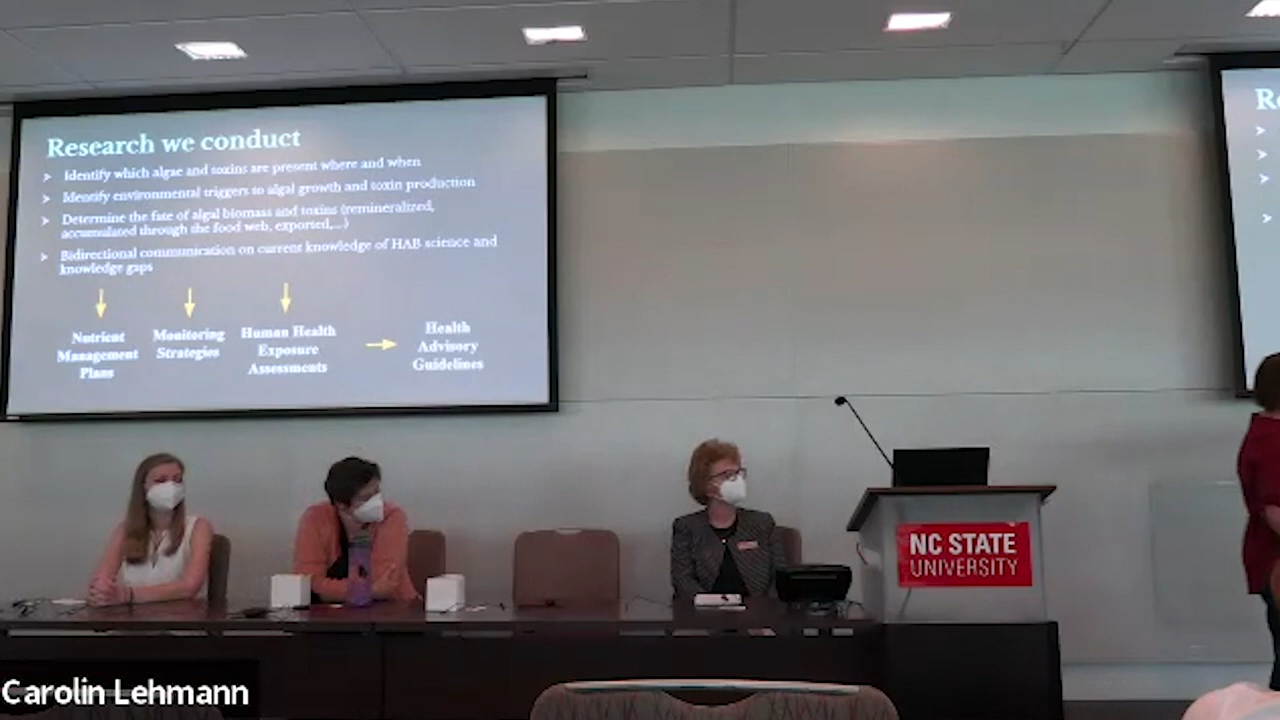 Research we conduct
➤ Identify which algae and toxins are present where and when
➤ Identify environmental triggers to algal growth and toxin production
➤ Determine the fate of algal biomass and toxins (remineralized,
accumulated through the food web, exported,...)
➤ Bidirectional communication on current knowledge of HAB science and
knowledge gaps
Nutrient
Management
Plans
Monitoring
Strategies
Human Health
Exposure
Assessments
Health
Advisory
Guidelines
NC STATE
UNIVERSITY
Carolin Lehmann